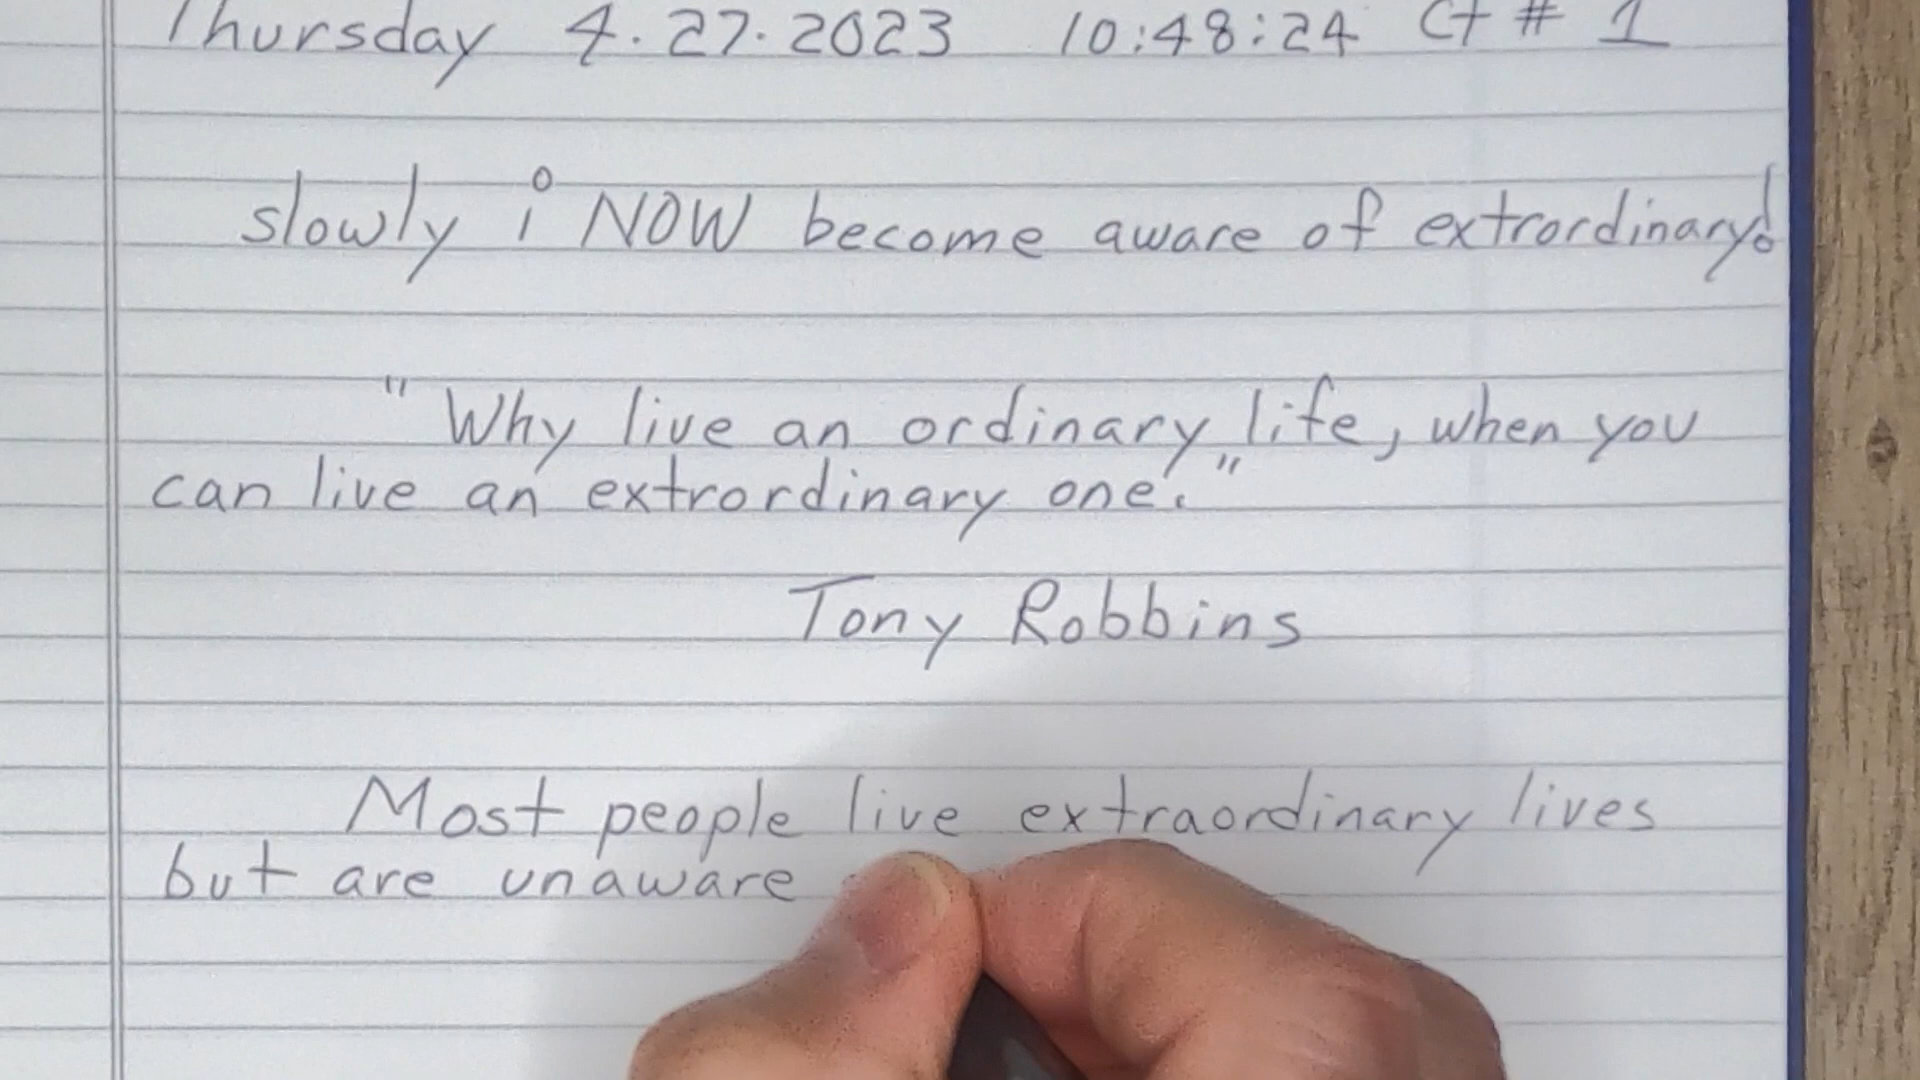 Thursday 4.27.2023 10:48:24 Ct # 1
slowly i NOW become aware of extrordinary!
"Why live an ordinary life, when you
can live an extrordinary one."
Tony Robbins
Most people live extraordinary lives
but are unaware